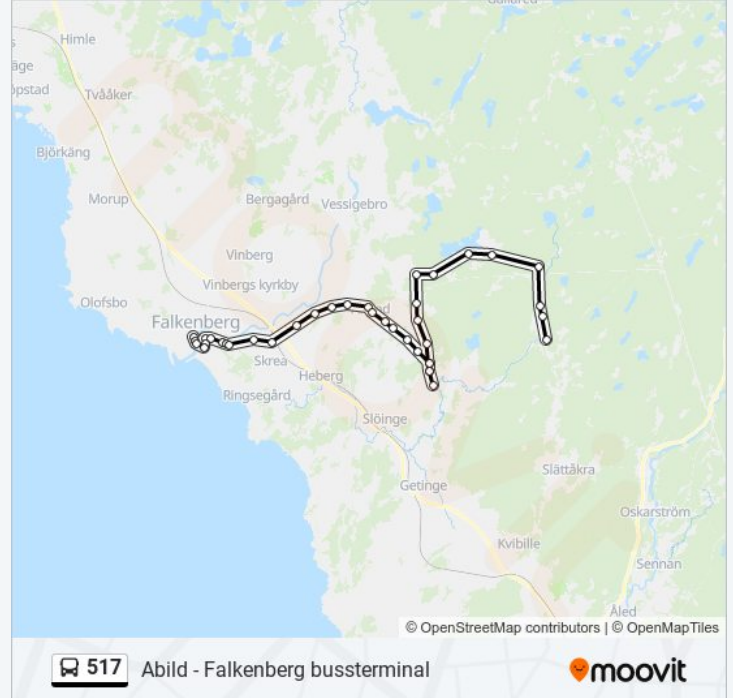 Gällared
Himle
Tvååker
Björkäng
Morup
Bergagård
Vessigebro
Vinberg
Vinbergs kyrkby
Olofsbo
Falkenberg
Skrea
Heberg
Ringsegård
Slöinge
Getinge
Slättåkra
Oskarström
Kvibille
Sennan
Åled
© OpenStreetMap contributors | © OpenMapTiles
517 Abild - Falkenberg bussterminal
moovit